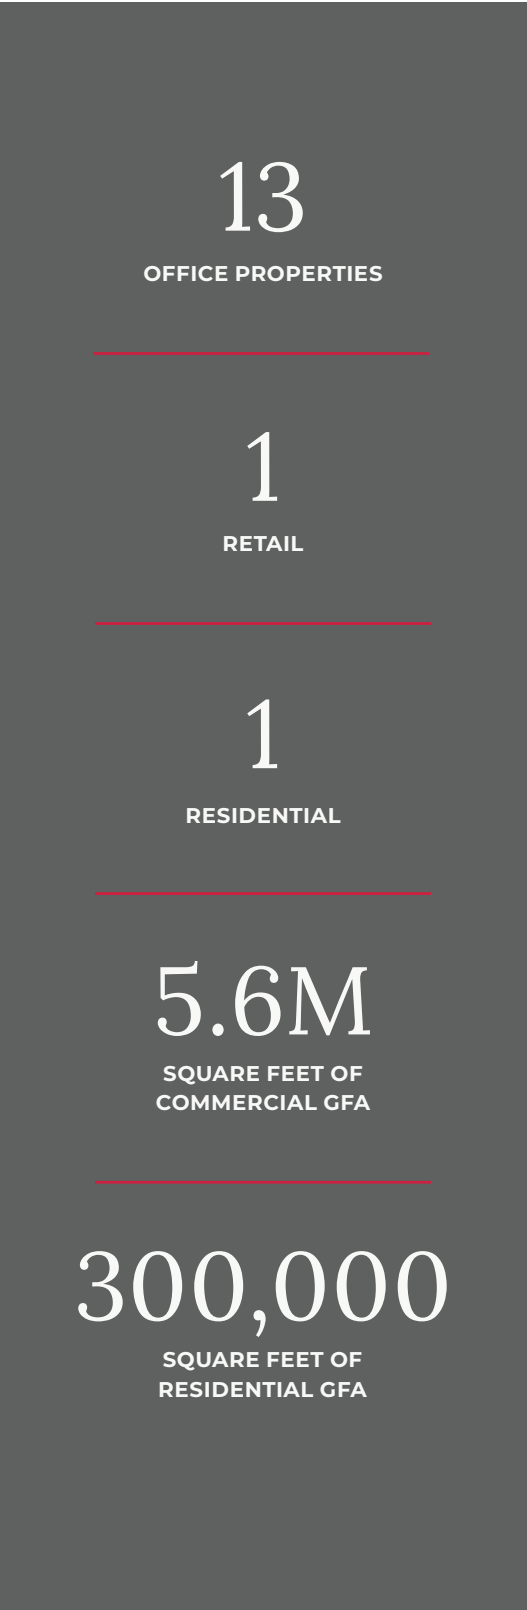 13
OFFICE PROPERTIES
1
RETAIL
1
RESIDENTIAL
5.6M
SQUARE FEET OF
COMMERCIAL GFA
300,000
SQUARE FEET OF
RESIDENTIAL GFA